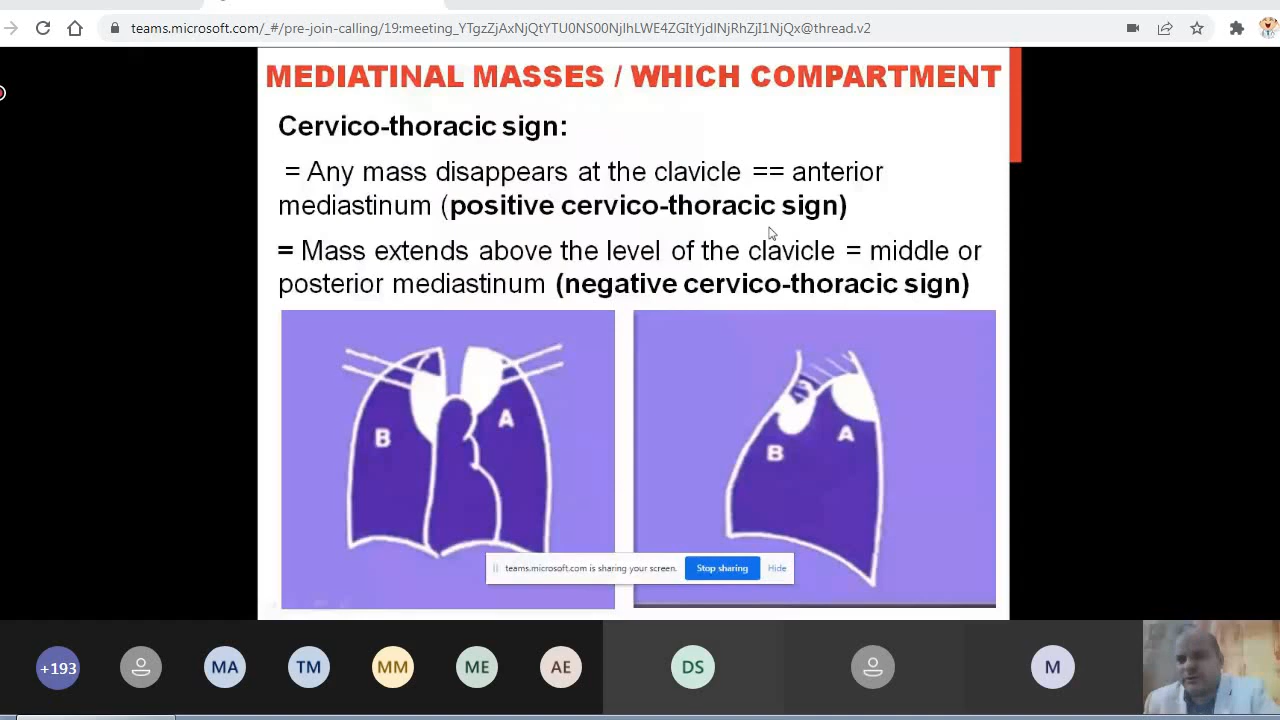 teams.microsoft.com/_#/pre-join-calling/19:meeting_YTgzZjAxNjQtYTU0NS00NjlhLWE4ZGItYjdlNjRhZjI1NjQx@thread.v2
MEDIATINAL MASSES / WHICH COMPARTMENT
Cervico-thoracic sign:
= Any mass disappears at the clavicle == anterior
mediastinum (positive cervico-thoracic sign)
= Mass extends above the level of the clavicle = middle or
posterior mediastinum (negative cervico-thoracic sign)
B A
B A
teams.microsoft.com is sharing your screen. Stop sharing Hide
+193 MA TM MM ME AE DS M